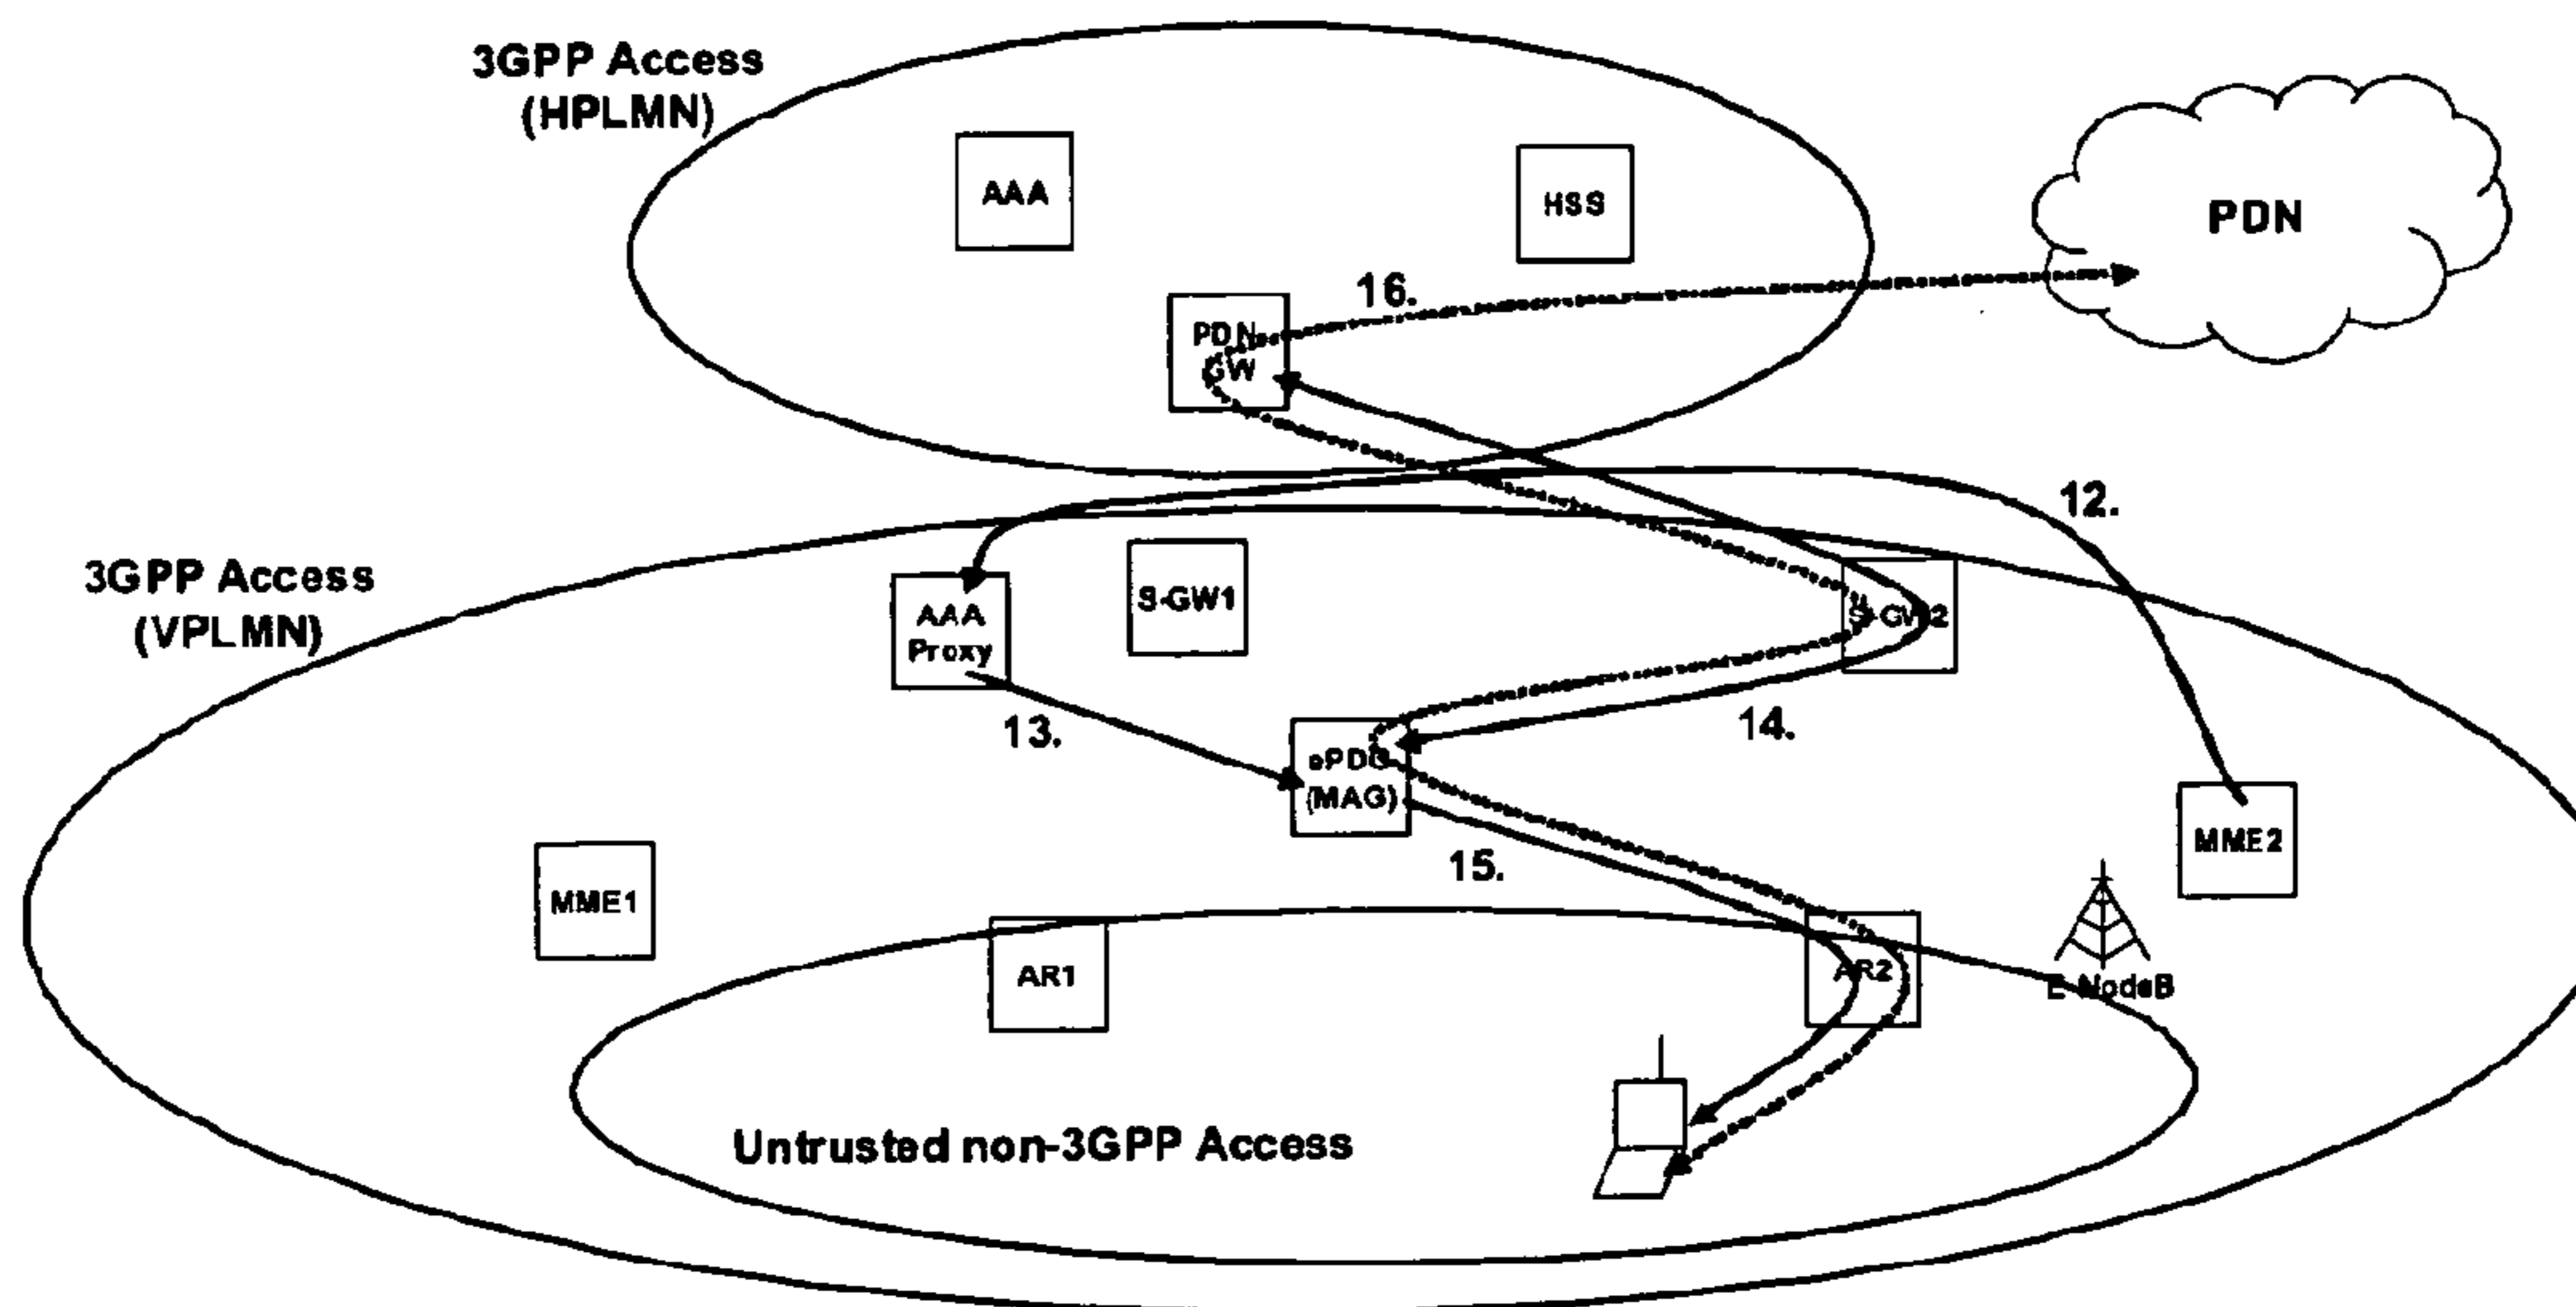 3GPP Access
(HPLMN)
AAA
HSS
PDN
16.
PDN
GW
12.
3GPP Access
(VPLMN)
S-GW1
AAA
Proxy
S-GW2
13.
14.
ePDG
(MAG)
15.
MME1
MME2
AR1
AR2
E-NodeB
Untrusted non-3GPP Access